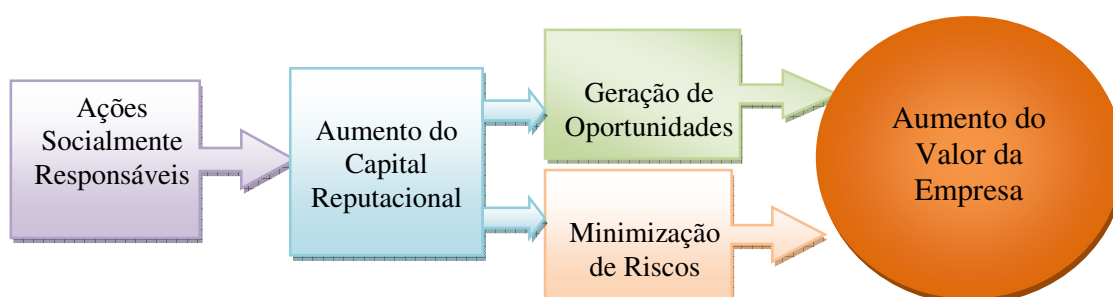 Ações
Socialmente
Responsáveis
Aumento do
Capital
Reputacional
Geração de
Oportunidades
Minimização
de Riscos
Aumento do
Valor da
Empresa